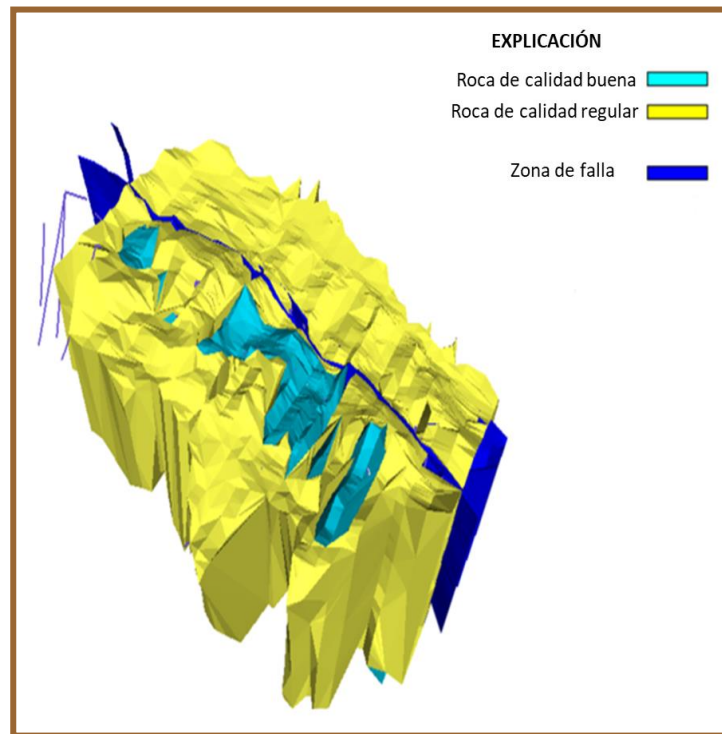 EXPLICACIÓN
Roca de calidad buena
Roca de calidad regular
Zona de falla